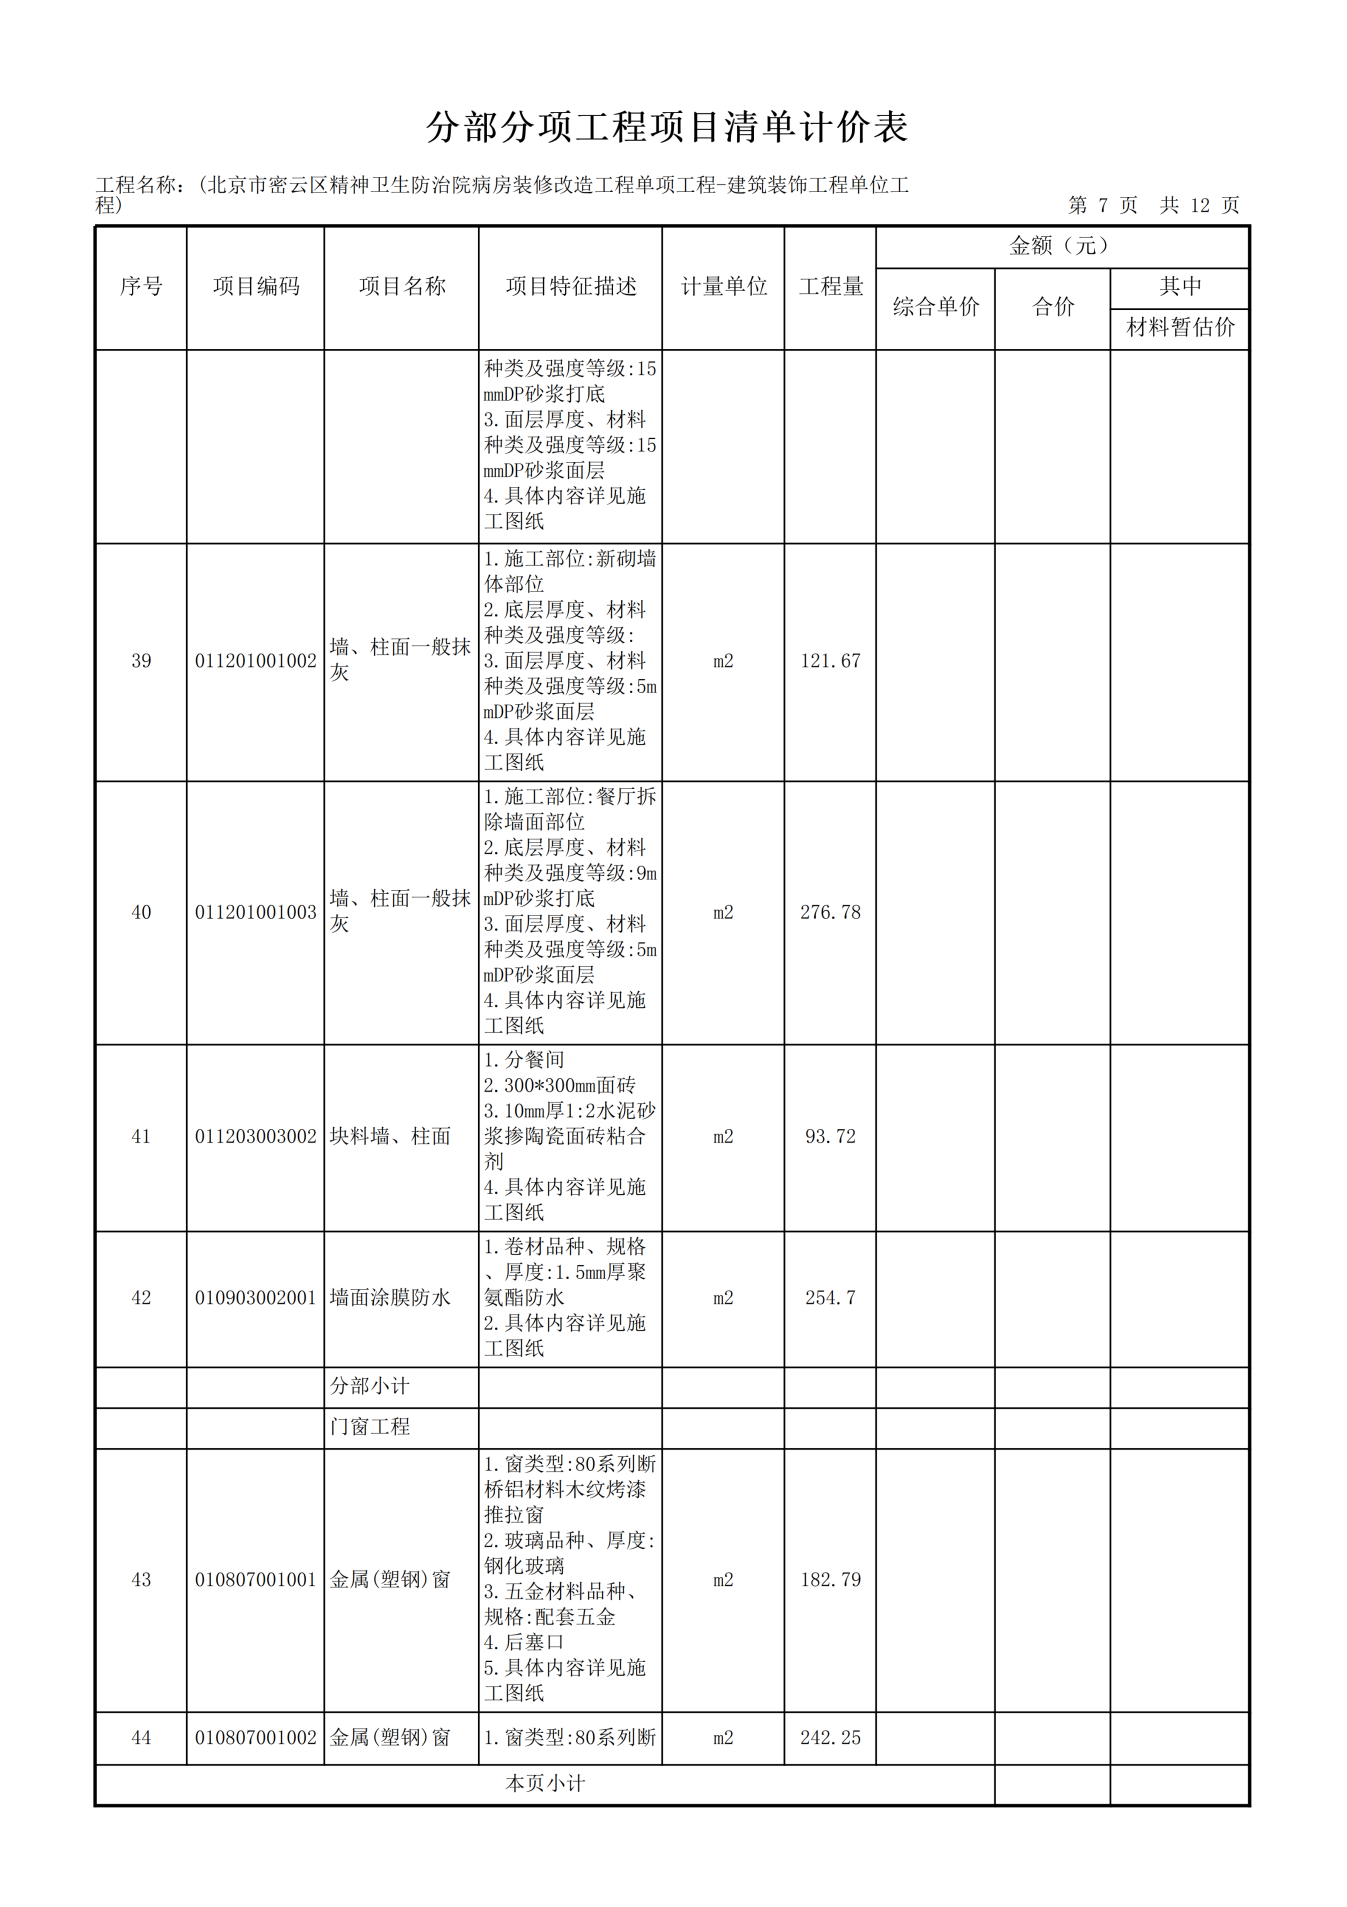 分部分项工程项目清单计价表
工程名称：(北京市密云区精神卫生防治院病房装修改造工程单项工程-建筑装饰工程单位工
程)
第 7 页 共 12 页
序号
项目编码
项目名称
项目特征描述
计量单位
工程量
金额（元）
综合单价
合价
其中
材料暂估价
种类及强度等级:15
mmDP砂浆打底
3.面层厚度、材料
种类及强度等级:15
mmDP砂浆面层
4.具体内容详见施
工图纸
39
011201001002
墙、柱面一般抹
灰
1.施工部位:新砌墙
体部位
2.底层厚度、材料
种类及强度等级:
3.面层厚度、材料
种类及强度等级:5m
mDP砂浆面层
4.具体内容详见施
工图纸
m2
121.67
40
011201001003
墙、柱面一般抹
灰
1.施工部位:餐厅拆
除墙面部位
2.底层厚度、材料
种类及强度等级:9m
mDP砂浆打底
3.面层厚度、材料
种类及强度等级:5m
mDP砂浆面层
4.具体内容详见施
工图纸
m2
276.78
41
011203003002
块料墙、柱面
1.分餐间
2.300*300mm面砖
3.10mm厚1:2水泥砂
浆掺陶瓷面砖粘合
剂
4.具体内容详见施
工图纸
m2
93.72
42
010903002001
墙面涂膜防水
1.卷材品种、规格
、厚度:1.5mm厚聚
氨酯防水
2.具体内容详见施
工图纸
m2
254.7
分部小计
门窗工程
43
010807001001
金属(塑钢)窗
1.窗类型:80系列断
桥铝材料木纹烤漆
推拉窗
2.玻璃品种、厚度:
钢化玻璃
3.五金材料品种、
规格:配套五金
4.后塞口
5.具体内容详见施
工图纸
m2
182.79
44
010807001002
金属(塑钢)窗
1.窗类型:80系列断
m2
242.25
本页小计